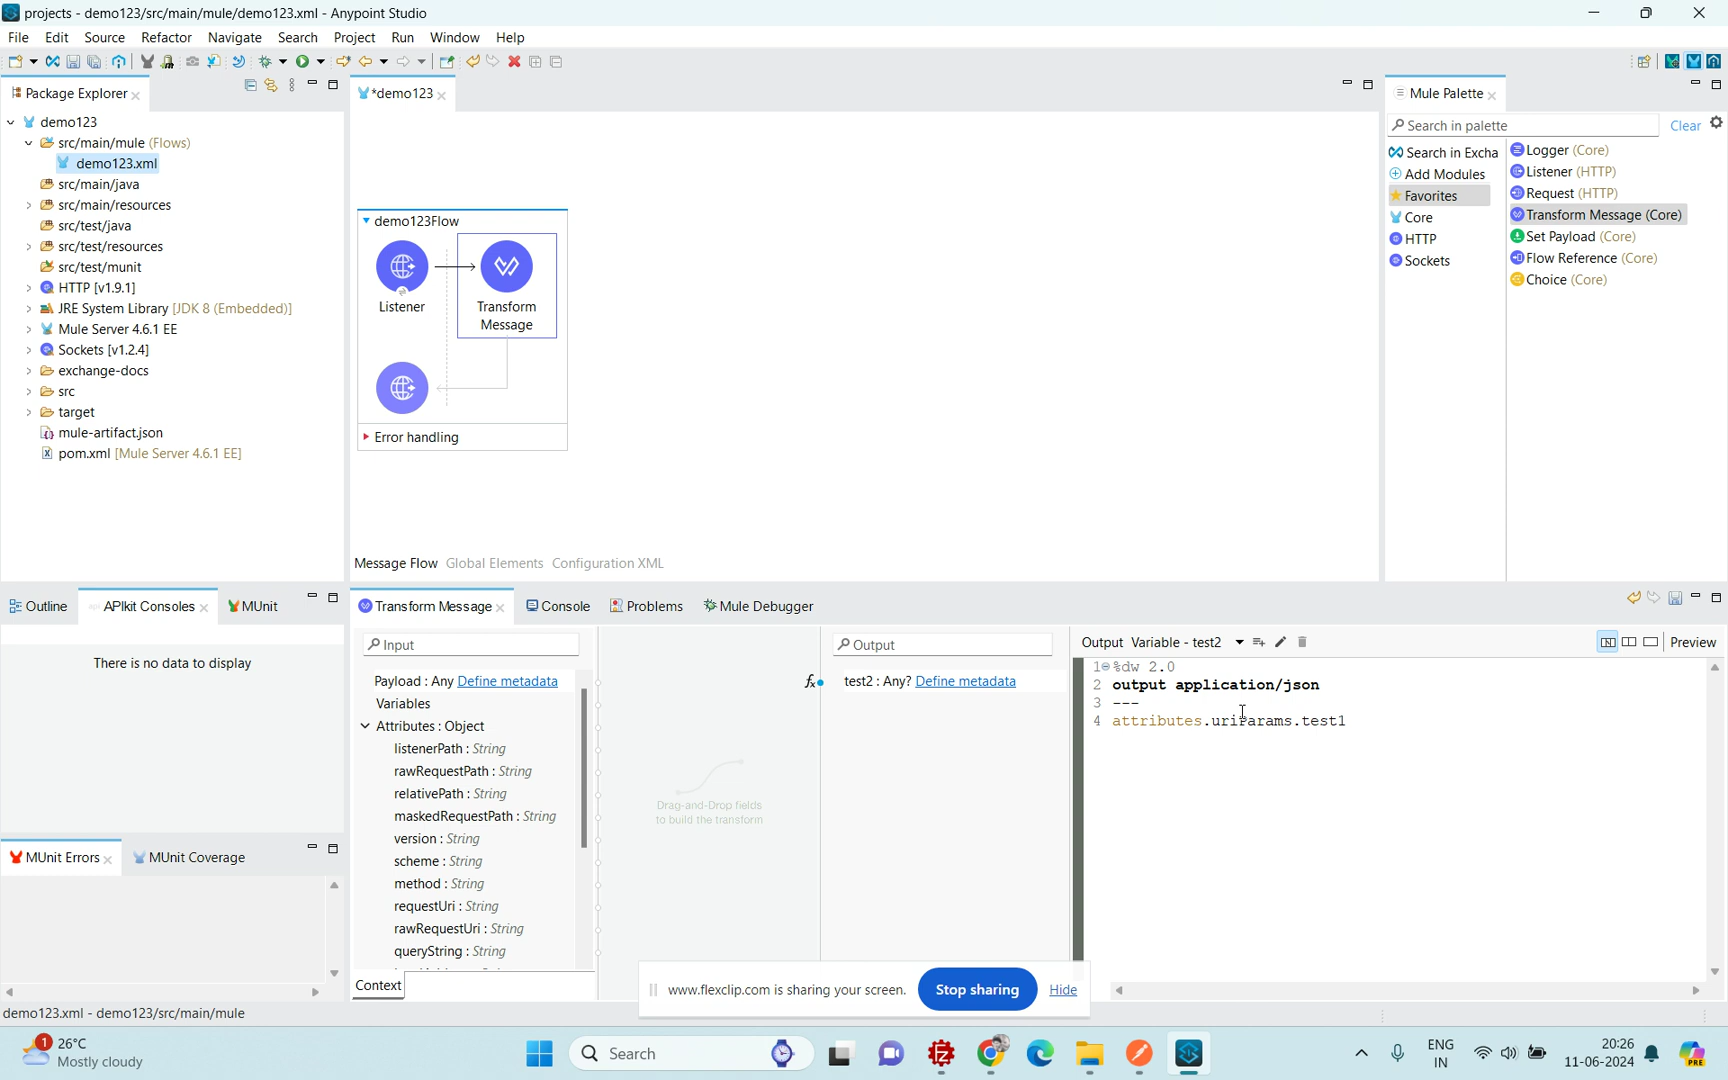 projects - demo123/src/main/mule/demo123.xml - Anypoint Studio
File Edit Source Refactor Navigate Search Project Run Window Help
Package Explorer
*demo123
Mule Palette
demo123
src/main/mule (Flows)
demo123.xml
src/main/java
src/main/resources
src/test/java
src/test/resources
src/test/munit
HTTP [v1.9.1]
JRE System Library [JDK 8 (Embedded)]
Mule Server 4.6.1 EE
Sockets [v1.2.4]
exchange-docs
src
target
mule-artifact.json
pom.xml [Mule Server 4.6.1 EE]
demo123Flow
Listener
Transform
Message
Error handling
Message Flow Global Elements Configuration XML
Search in palette
Clear
Search in Excha
Add Modules
Favorites
Core
HTTP
Sockets
Logger (Core)
Listener (HTTP)
Request (HTTP)
Transform Message (Core)
Set Payload (Core)
Flow Reference (Core)
Choice (Core)
Outline APIkit Consoles MUnit
There is no data to display
MUnit Errors MUnit Coverage
Transform Message Console Problems Mule Debugger
Input
Payload : Any Define metadata
Variables
Attributes : Object
listenerPath : String
rawRequestPath : String
relativePath : String
maskedRequestPath : String
version : String
scheme : String
method : String
requestUri : String
rawRequestUri : String
queryString : String
Context
Drag-and-Drop fields
to build the transform
fx
Output
test2 : Any? Define metadata
Output Variable - test2
Preview
1 %dw 2.0
2 output application/json
3 ---
4 attributes.uriParams.test1
www.flexclip.com is sharing your screen. Stop sharing Hide
demo123.xml - demo123/src/main/mule
1
26°C
Mostly cloudy
Search
ENG
IN
20:26
11-06-2024
PRE